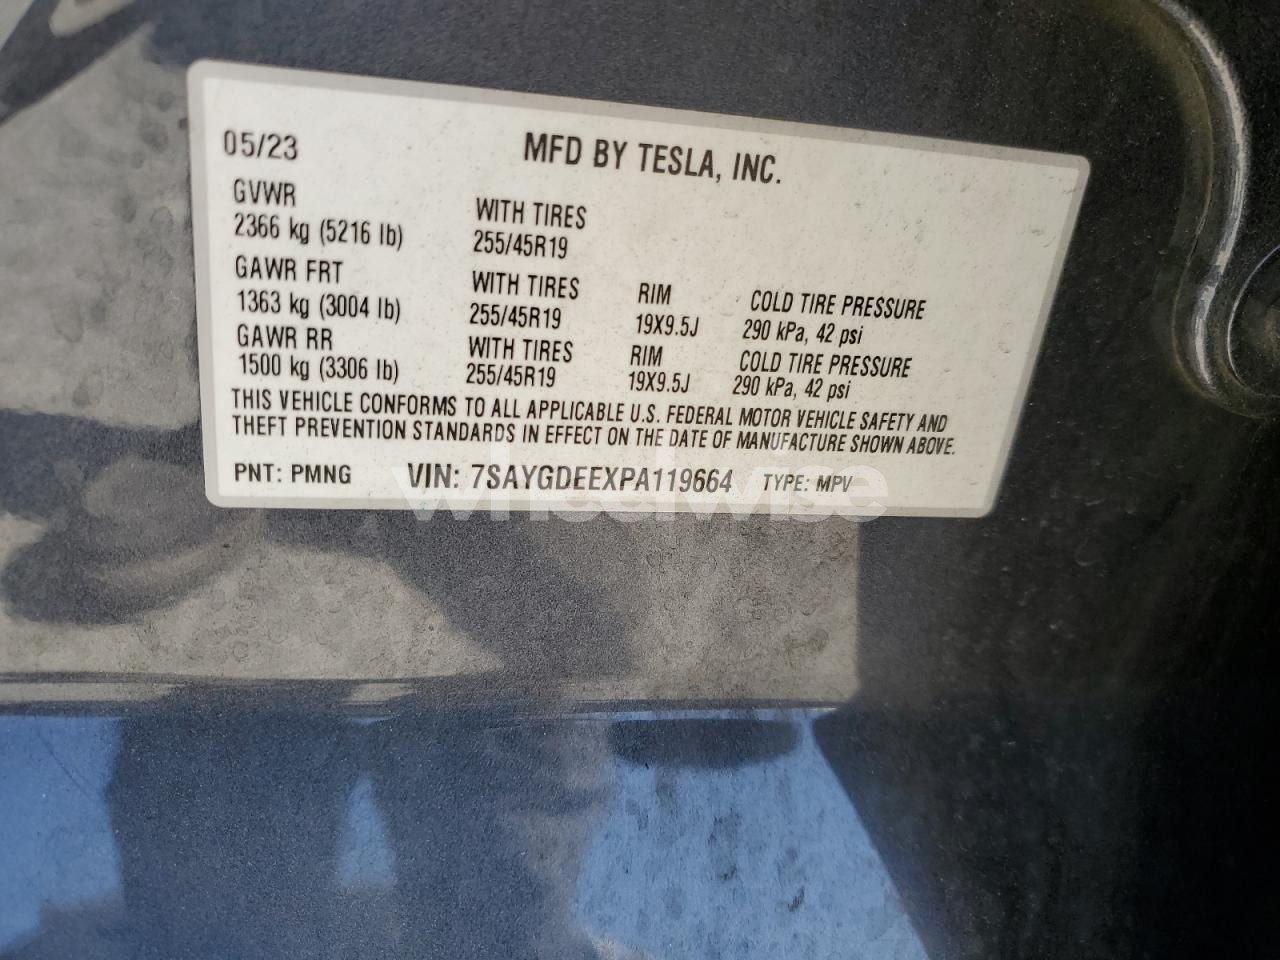 05/23 MFD BY TESLA, INC.
GVWR
2366 kg (5216 lb) WITH TIRES
255/45R19
GAWR FRT
1363 kg (3004 lb) WITH TIRES
255/45R19 RIM
19X9.5J COLD TIRE PRESSURE
290 kPa, 42 psi
GAWR RR
1500 kg (3306 lb) WITH TIRES
255/45R19 RIM
19X9.5J COLD TIRE PRESSURE
290 kPa, 42 psi
THIS VEHICLE CONFORMS TO ALL APPLICABLE U.S. FEDERAL MOTOR VEHICLE SAFETY AND
THEFT PREVENTION STANDARDS IN EFFECT ON THE DATE OF MANUFACTURE SHOWN ABOVE.
PNT: PMNG VIN: 7SAYGDEEXPA119664 TYPE: MPV
wheelwise